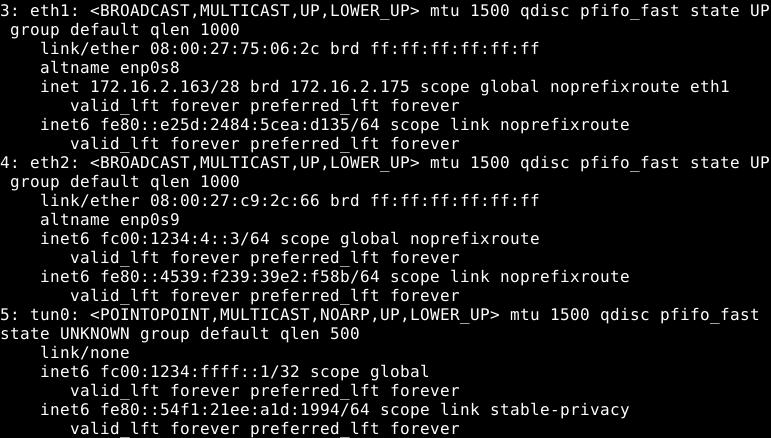 3: eth1: <BROADCAST,MULTICAST,UP,LOWER_UP> mtu 1500 qdisc pfifo_fast state UP
 group default qlen 1000
    link/ether 08:00:27:75:06:2c brd ff:ff:ff:ff:ff:ff
    altname enp0s8
    inet 172.16.2.163/28 brd 172.16.2.175 scope global noprefixroute eth1
       valid_lft forever preferred_lft forever
    inet6 fe80::e25d:2484:5cea:d135/64 scope link noprefixroute
       valid_lft forever preferred_lft forever
4: eth2: <BROADCAST,MULTICAST,UP,LOWER_UP> mtu 1500 qdisc pfifo_fast state UP
 group default qlen 1000
    link/ether 08:00:27:c9:2c:66 brd ff:ff:ff:ff:ff:ff
    altname enp0s9
    inet6 fc00:1234:4::3/64 scope global noprefixroute
       valid_lft forever preferred_lft forever
    inet6 fe80::4539:f239:39e2:f58b/64 scope link noprefixroute
       valid_lft forever preferred_lft forever
5: tun0: <POINTOPOINT,MULTICAST,NOARP,UP,LOWER_UP> mtu 1500 qdisc pfifo_fast
state UNKNOWN group default qlen 500
    link/none
    inet6 fc00:1234:ffff::1/32 scope global
       valid_lft forever preferred_lft forever
    inet6 fe80::54f1:21ee:a1d:1994/64 scope link stable-privacy
       valid_lft forever preferred_lft forever